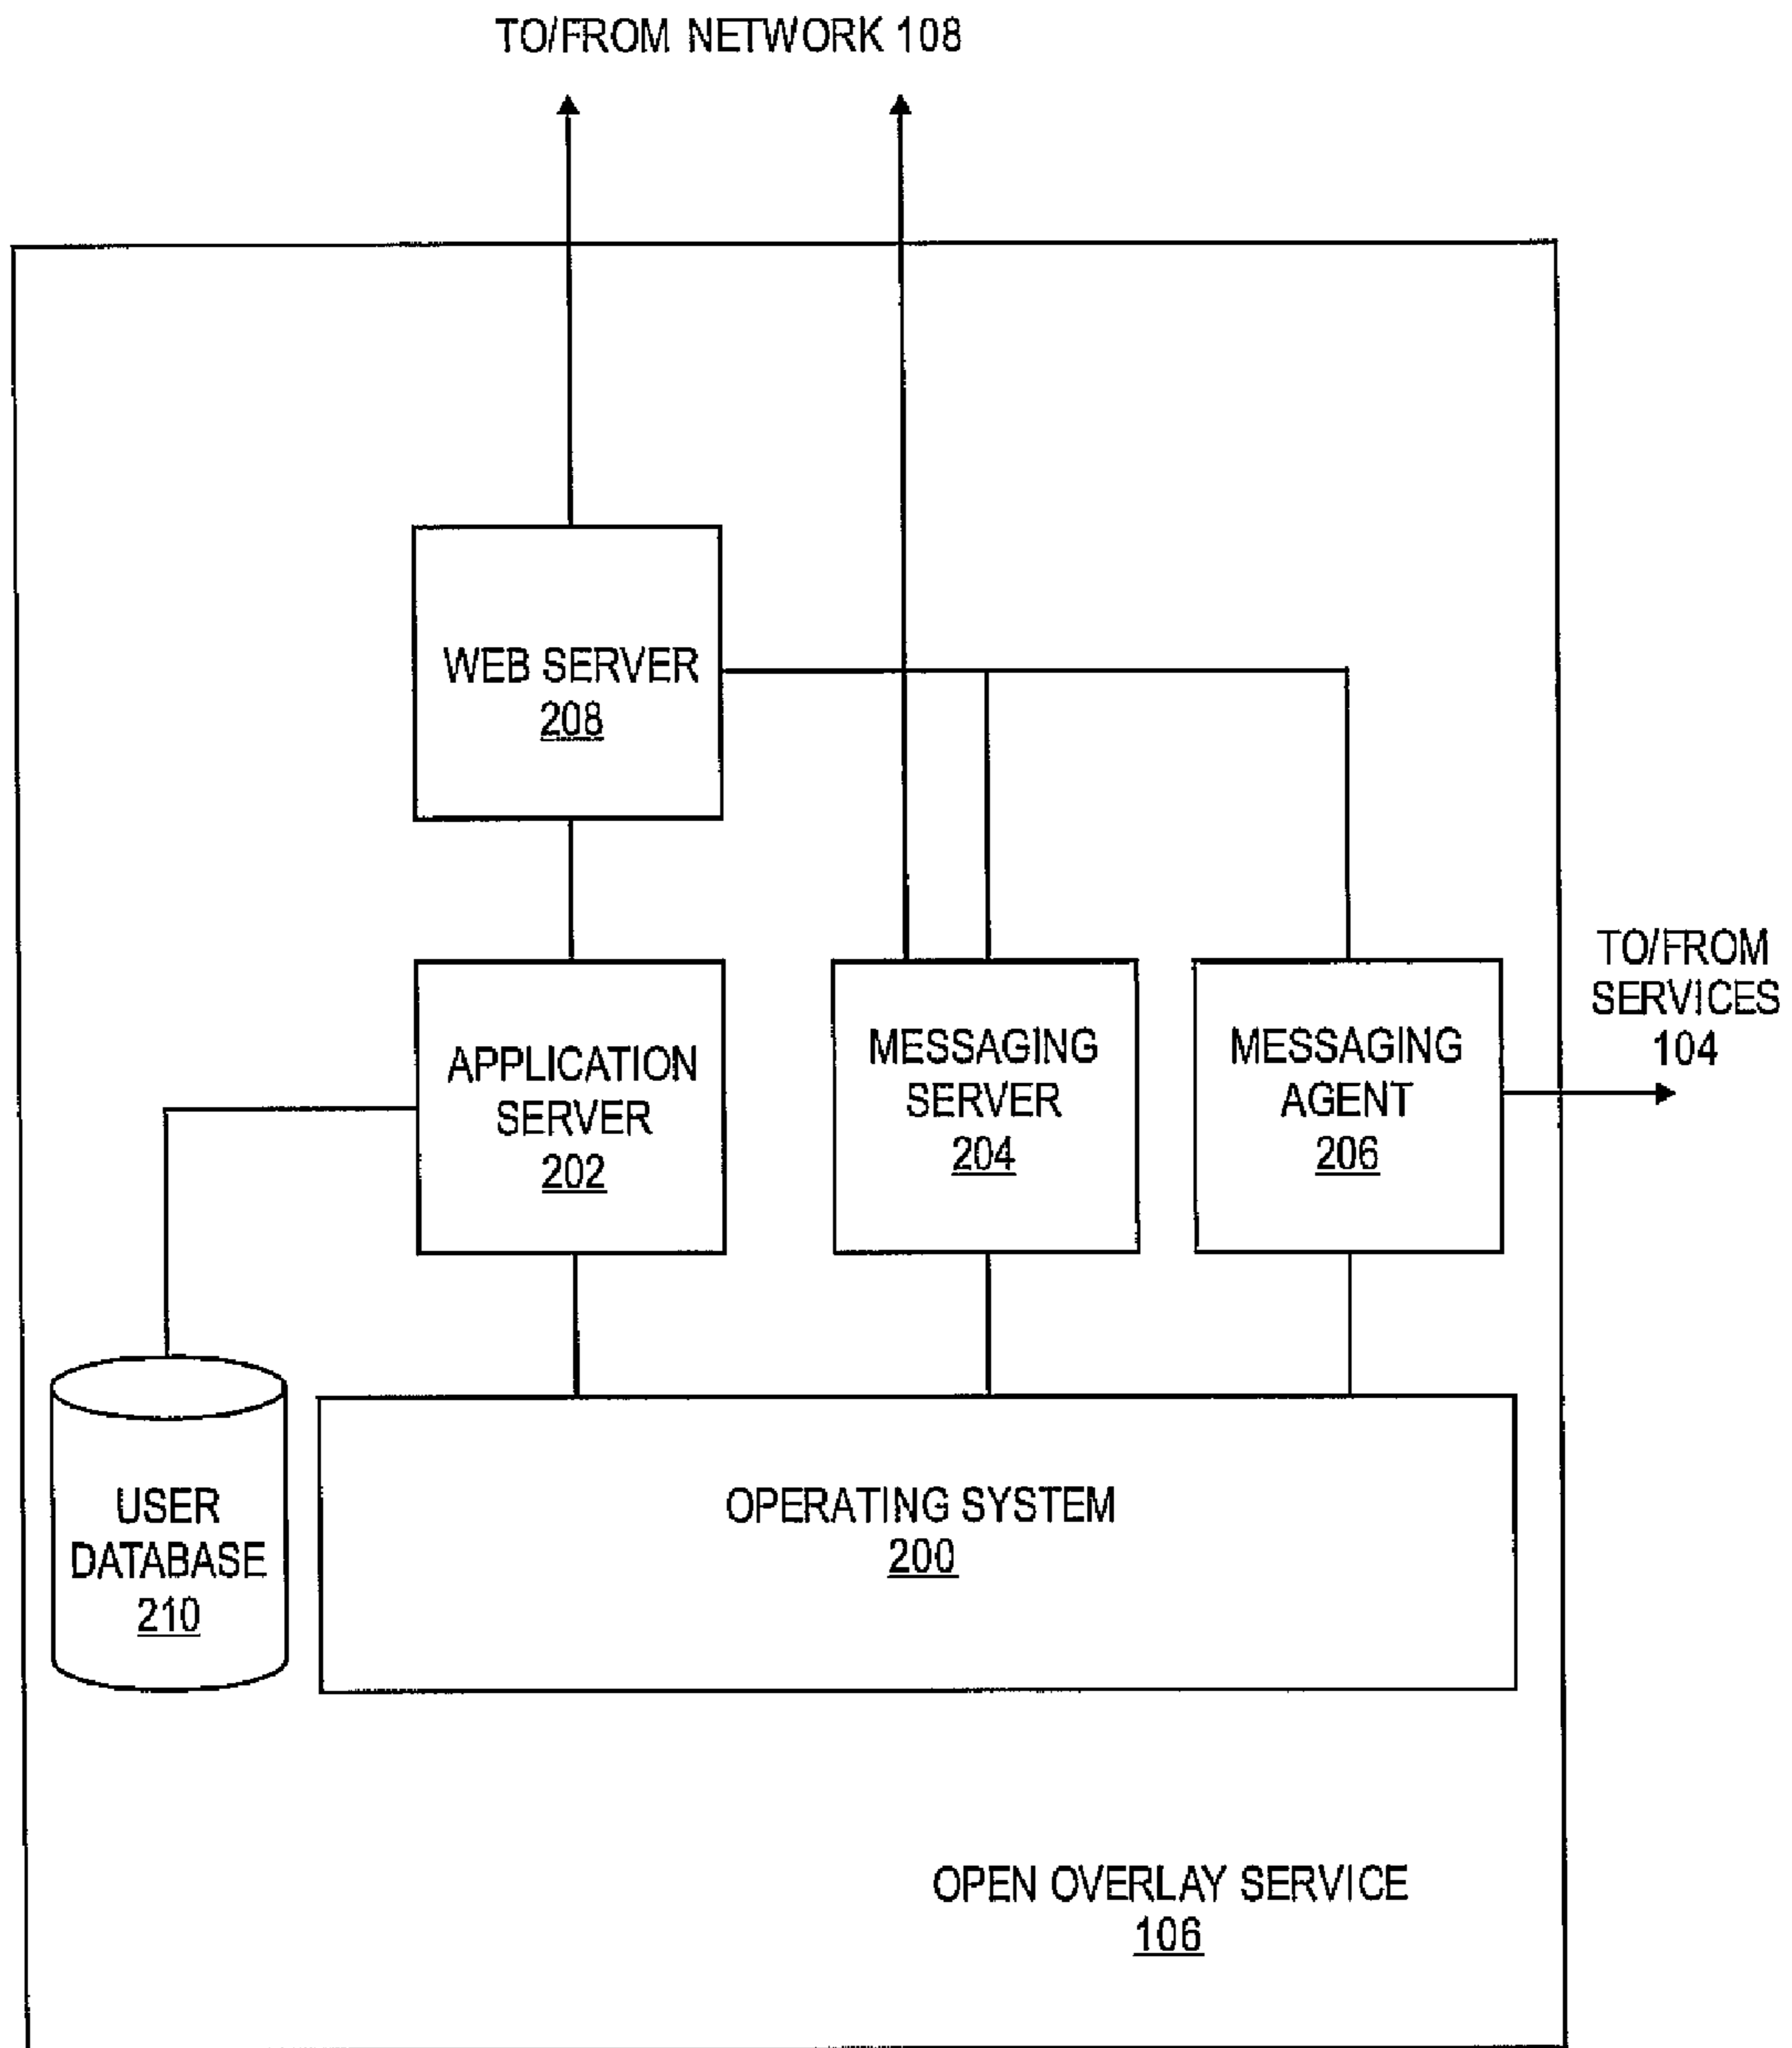 TO/FROM NETWORK 108
WEB SERVER
208
TO/FROM
SERVICES
104
APPLICATION
SERVER
202
MESSAGING
SERVER
204
MESSAGING
AGENT
206
USER
DATABASE
210
OPERATING SYSTEM
200
OPEN OVERLAY SERVICE
106